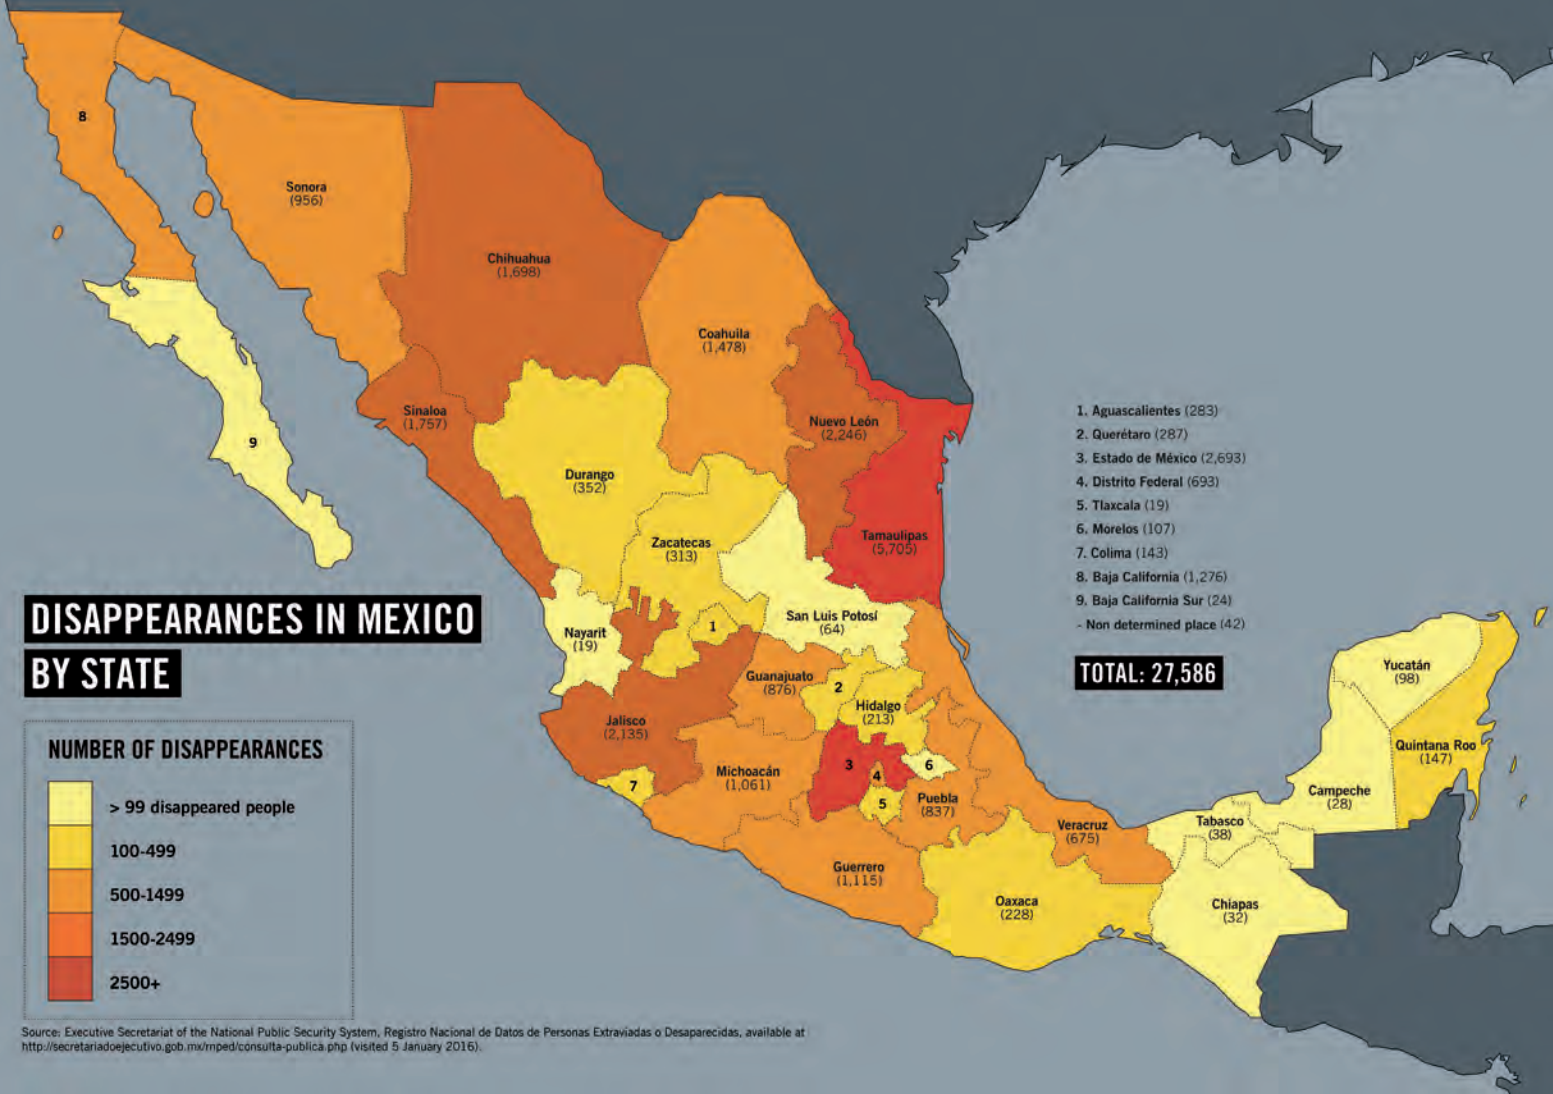 8
Sonora
(956)
Chihuahua
(1,698)
Coahuila
(1,478)
Sinaloa
(1,757)
Nuevo León
(2,246)
9
Durango
(352)
Tamaulipas
(5,705)
Zacatecas
(313)
San Luis Potosí
(64)
1
Nayarit
(19)
Guanajuato
(876)
2
Hidalgo
(213)
Jalisco
(2,135)
Michoacán
(1,061)
3
4
6
7
5
Puebla
(837)
Veracruz
(675)
Guerrero
(1,115)
Oaxaca
(228)
Tabasco
(38)
Chiapas
(32)
Campeche
(28)
Yucatán
(98)
Quintana Roo
(147)
1. Aguascalientes (283)
2. Querétaro (287)
3. Estado de México (2,693)
4. Distrito Federal (693)
5. Tlaxcala (19)
6. Morelos (107)
7. Colima (143)
8. Baja California (1,276)
9. Baja California Sur (24)
- Non determined place (42)
TOTAL: 27,586
DISAPPEARANCES IN MEXICO
BY STATE
NUMBER OF DISAPPEARANCES
> 99 disappeared people
100-499
500-1499
1500-2499
2500+
Source: Executive Secretariat of the National Public Security System, Registro Nacional de Datos de Personas Extraviadas o Desaparecidas, available at
http://secretariadoejecutivo.gob.mx/rnped/consulta-publica.php (visited 5 January 2016).